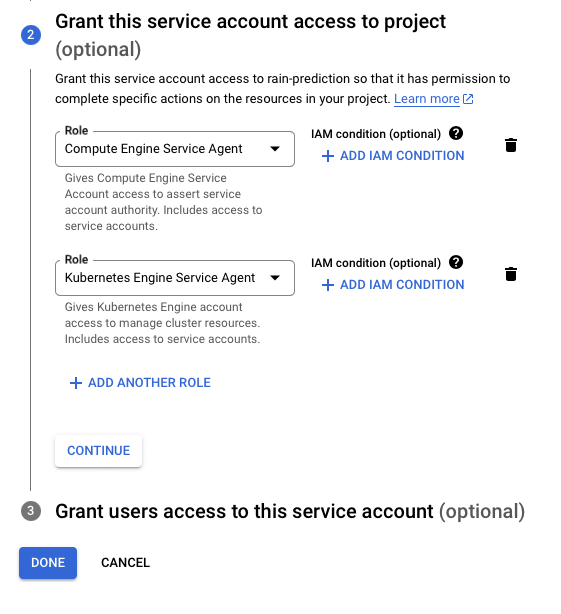 2
Grant this service account access to project
(optional)
Grant this service account access to rain-prediction so that it has permission to
complete specific actions on the resources in your project. Learn more
Role
Compute Engine Service Agent
IAM condition (optional) ?
+ ADD IAM CONDITION
Gives Compute Engine Service
Account access to assert service
account authority. Includes access to
service accounts.
Role
Kubernetes Engine Service Agent
IAM condition (optional) ?
+ ADD IAM CONDITION
Gives Kubernetes Engine account
access to manage cluster resources.
Includes access to service accounts.
+ ADD ANOTHER ROLE
CONTINUE
3 Grant users access to this service account (optional)
DONE CANCEL